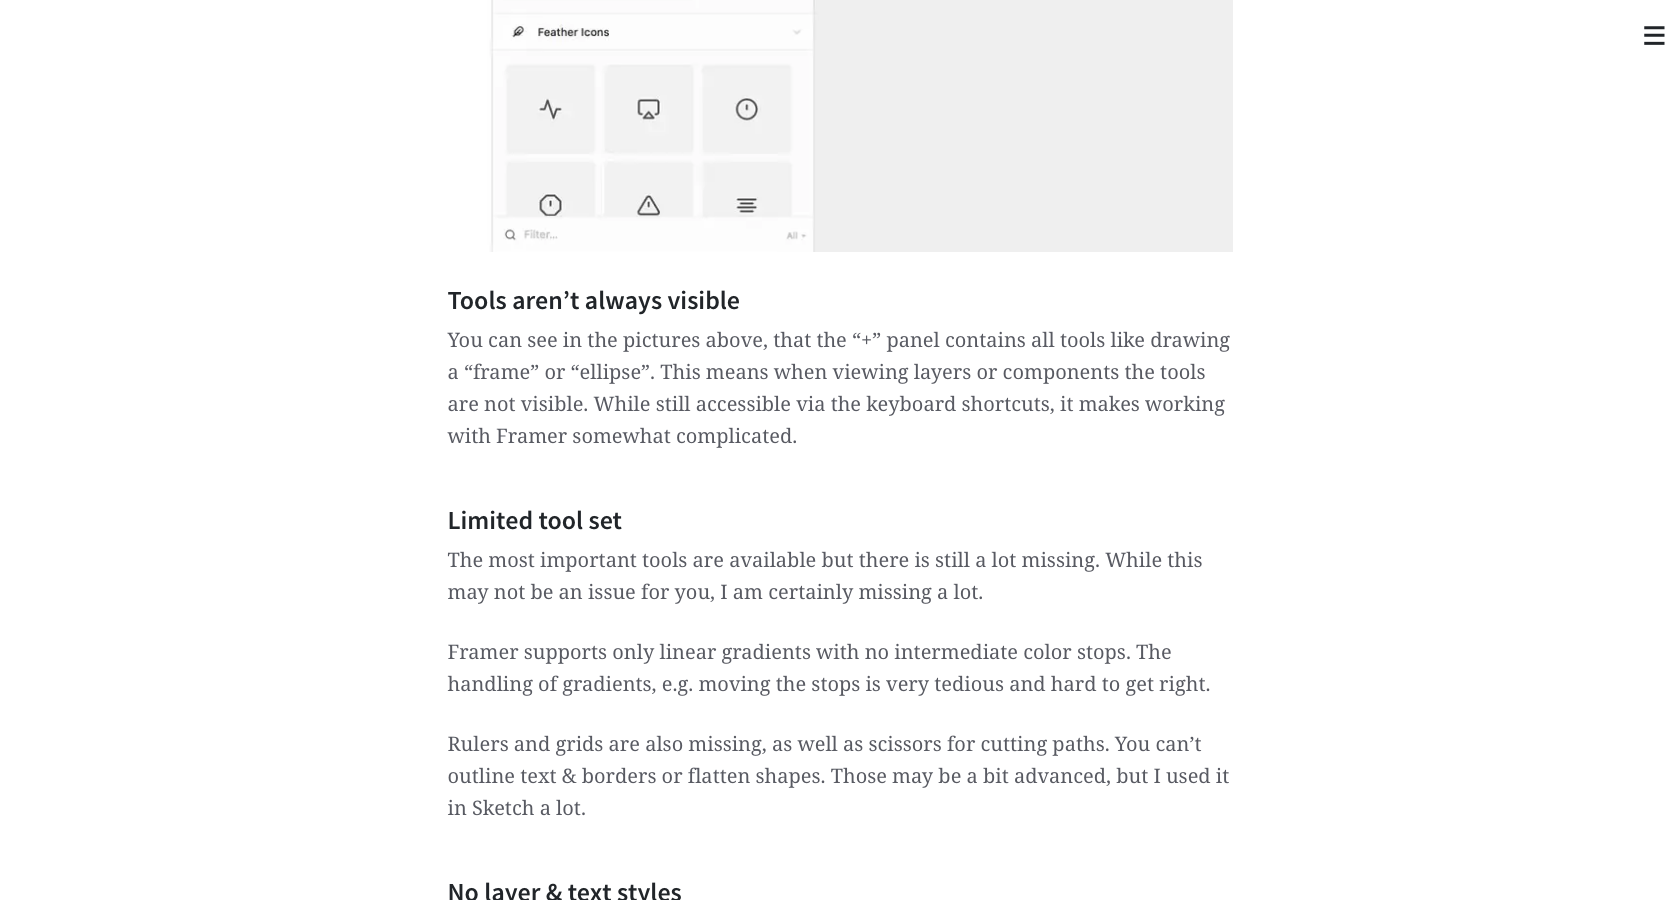 Feather Icons
Filter...
All
Tools aren’t always visible
You can see in the pictures above, that the “+” panel contains all tools like drawing
a “frame” or “ellipse”. This means when viewing layers or components the tools
are not visible. While still accessible via the keyboard shortcuts, it makes working
with Framer somewhat complicated.
Limited tool set
The most important tools are available but there is still a lot missing. While this
may not be an issue for you, I am certainly missing a lot.
Framer supports only linear gradients with no intermediate color stops. The
handling of gradients, e.g. moving the stops is very tedious and hard to get right.
Rulers and grids are also missing, as well as scissors for cutting paths. You can’t
outline text & borders or flatten shapes. Those may be a bit advanced, but I used it
in Sketch a lot.
No layer & text styles